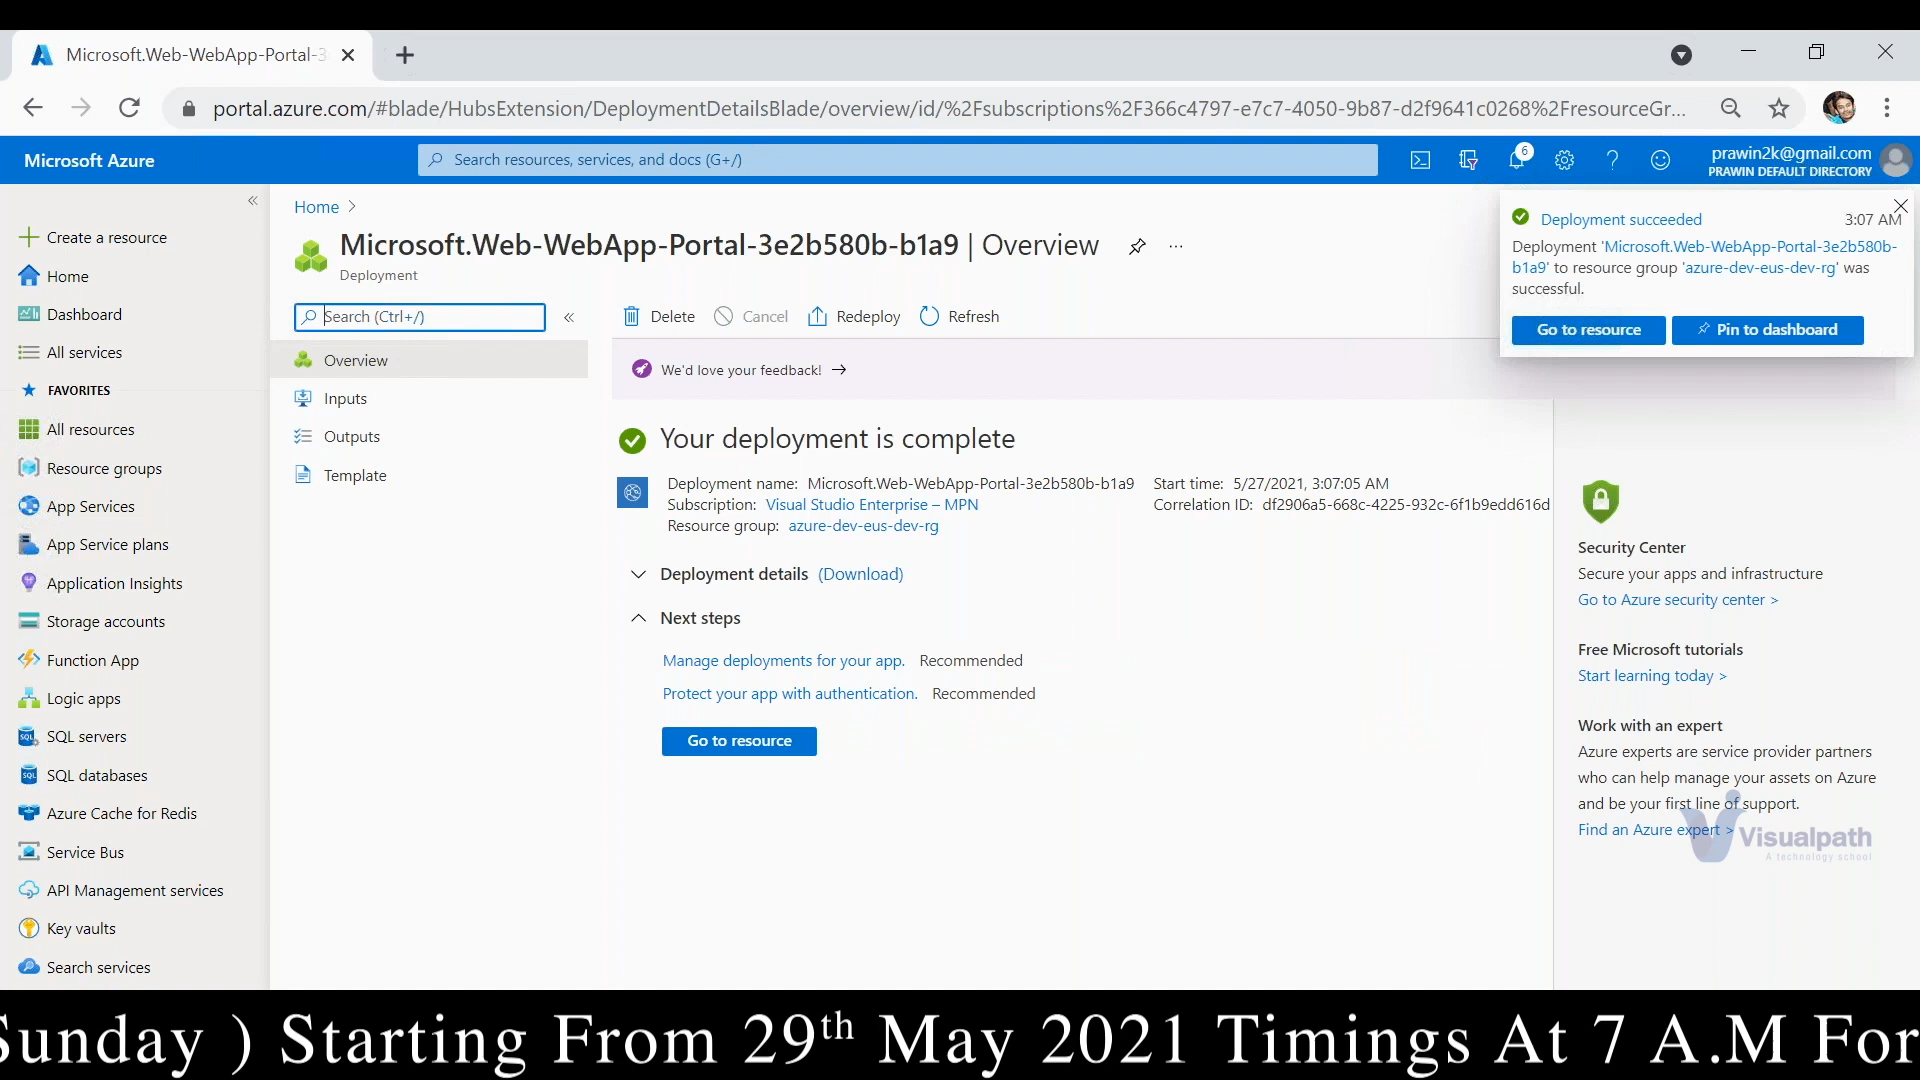 Microsoft.Web-WebApp-Portal-3
portal.azure.com/#blade/HubsExtension/DeploymentDetailsBlade/overview/id/%2Fsubscriptions%2F366c4797-e7c7-4050-9b87-d2f9641c0268%2FresourceGr...
Microsoft Azure
Search resources, services, and docs (G+/)
6
prawin2k@gmail.com
PRAWIN DEFAULT DIRECTORY
Create a resource
Home
Dashboard
All services
FAVORITES
All resources
Resource groups
App Services
App Service plans
Application Insights
Storage accounts
Function App
Logic apps
SQL servers
SQL databases
Azure Cache for Redis
Service Bus
API Management services
Key vaults
Search services
Home >
Microsoft.Web-WebApp-Portal-3e2b580b-b1a9 | Overview
Deployment
Search (Ctrl+/)
Overview
Inputs
Outputs
Template
Delete Cancel Redeploy Refresh
We'd love your feedback! →
Your deployment is complete
Deployment name: Microsoft.Web-WebApp-Portal-3e2b580b-b1a9
Subscription: Visual Studio Enterprise – MPN
Resource group: azure-dev-eus-dev-rg
Start time: 5/27/2021, 3:07:05 AM
Correlation ID: df2906a5-668c-4225-932c-6f1b9edd616d
Deployment details (Download)
Next steps
Manage deployments for your app. Recommended
Protect your app with authentication. Recommended
Go to resource
Deployment succeeded 3:07 AM
Deployment 'Microsoft.Web-WebApp-Portal-3e2b580b-
b1a9' to resource group 'azure-dev-eus-dev-rg' was
successful.
Go to resource Pin to dashboard
Security Center
Secure your apps and infrastructure
Go to Azure security center >
Free Microsoft tutorials
Start learning today >
Work with an expert
Azure experts are service provider partners
who can help manage your assets on Azure
and be your first line of support.
Find an Azure expert >
Visualpath
A technology school
Sunday ) Starting From 29th May 2021 Timings At 7 A.M For